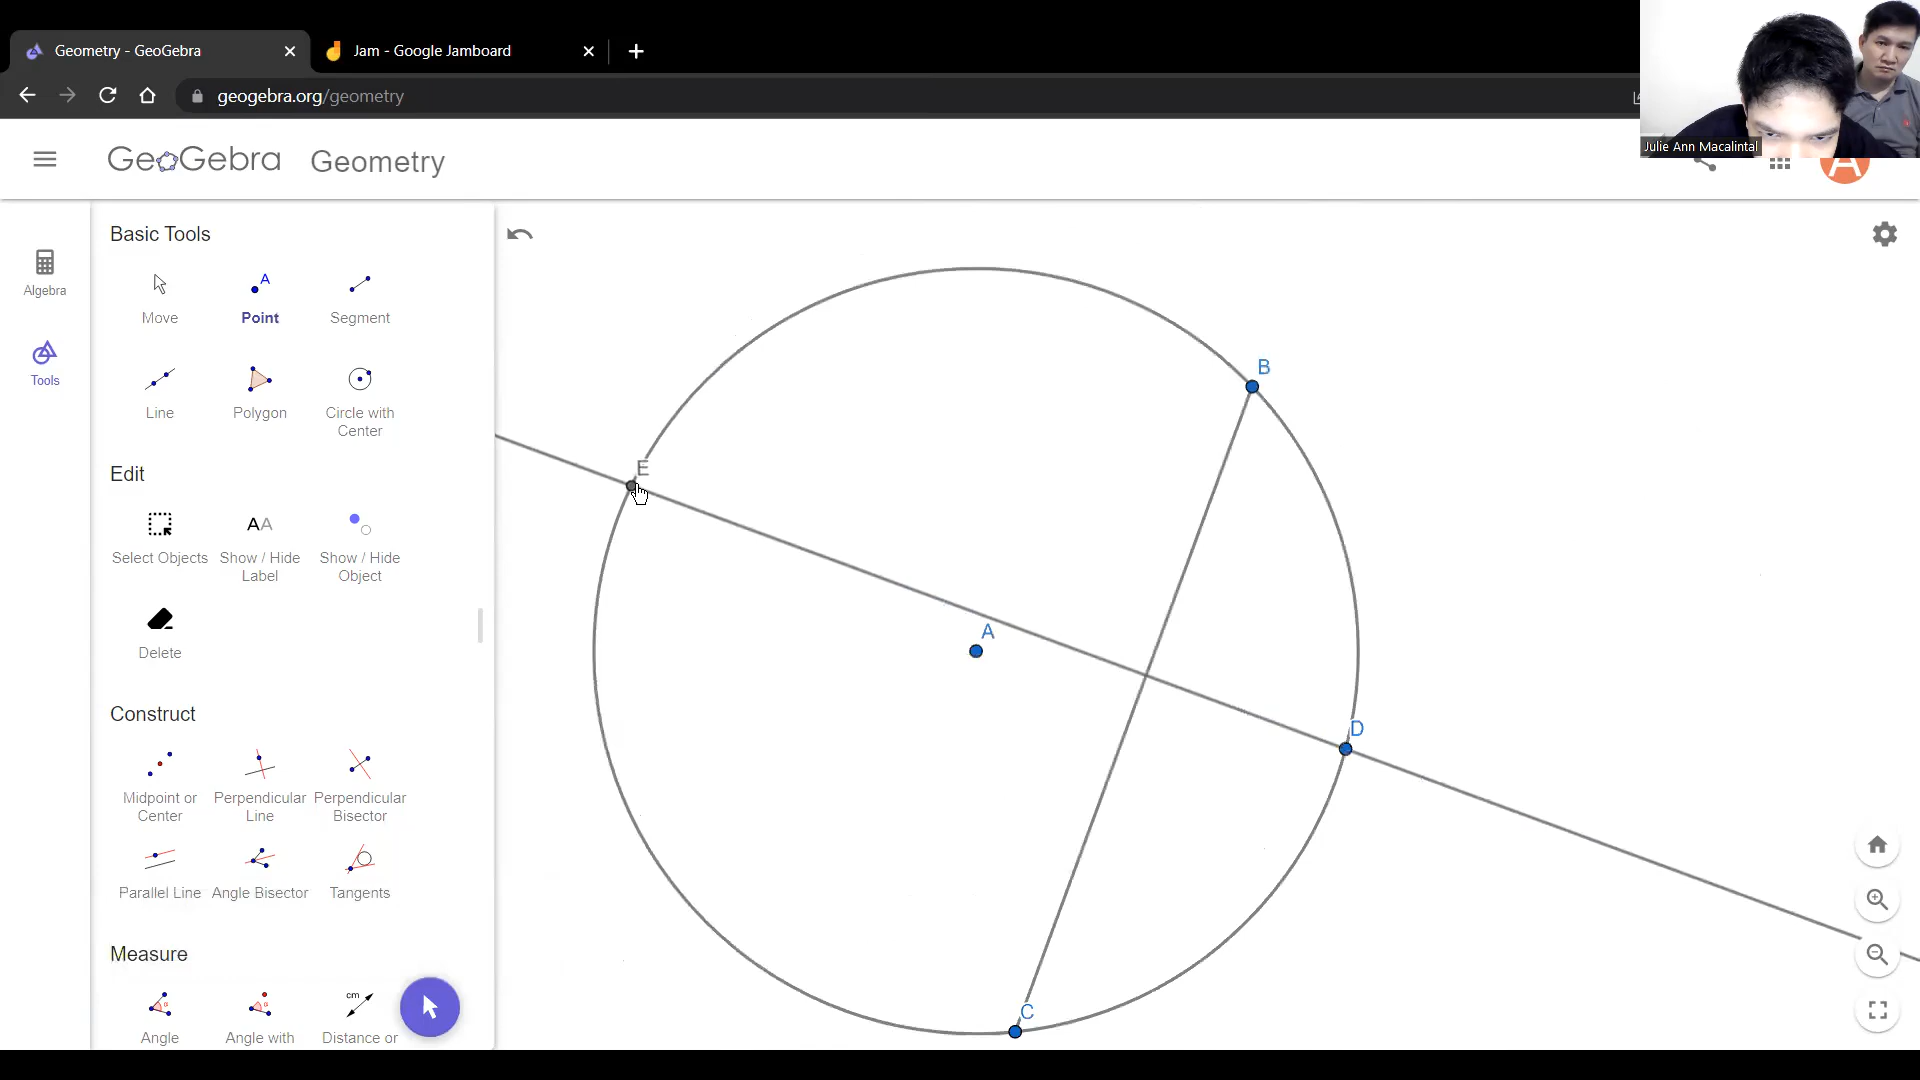 Geometry - GeoGebra
Jam - Google Jamboard
geogebra.org/geometry
Julie Ann Macalintal
GeoGebra Geometry
A
Algebra
Tools
Basic Tools
A
Move
Point
Segment
Line
Polygon
Circle with
Center
Edit
AA
Select Objects
Show / Hide
Label
Show / Hide
Object
Delete
Construct
Midpoint or
Center
Perpendicular
Line
Perpendicular
Bisector
Parallel Line
Angle Bisector
Tangents
Measure
α
α
cm
Angle
Angle with
Distance or
B
E
A
D
C